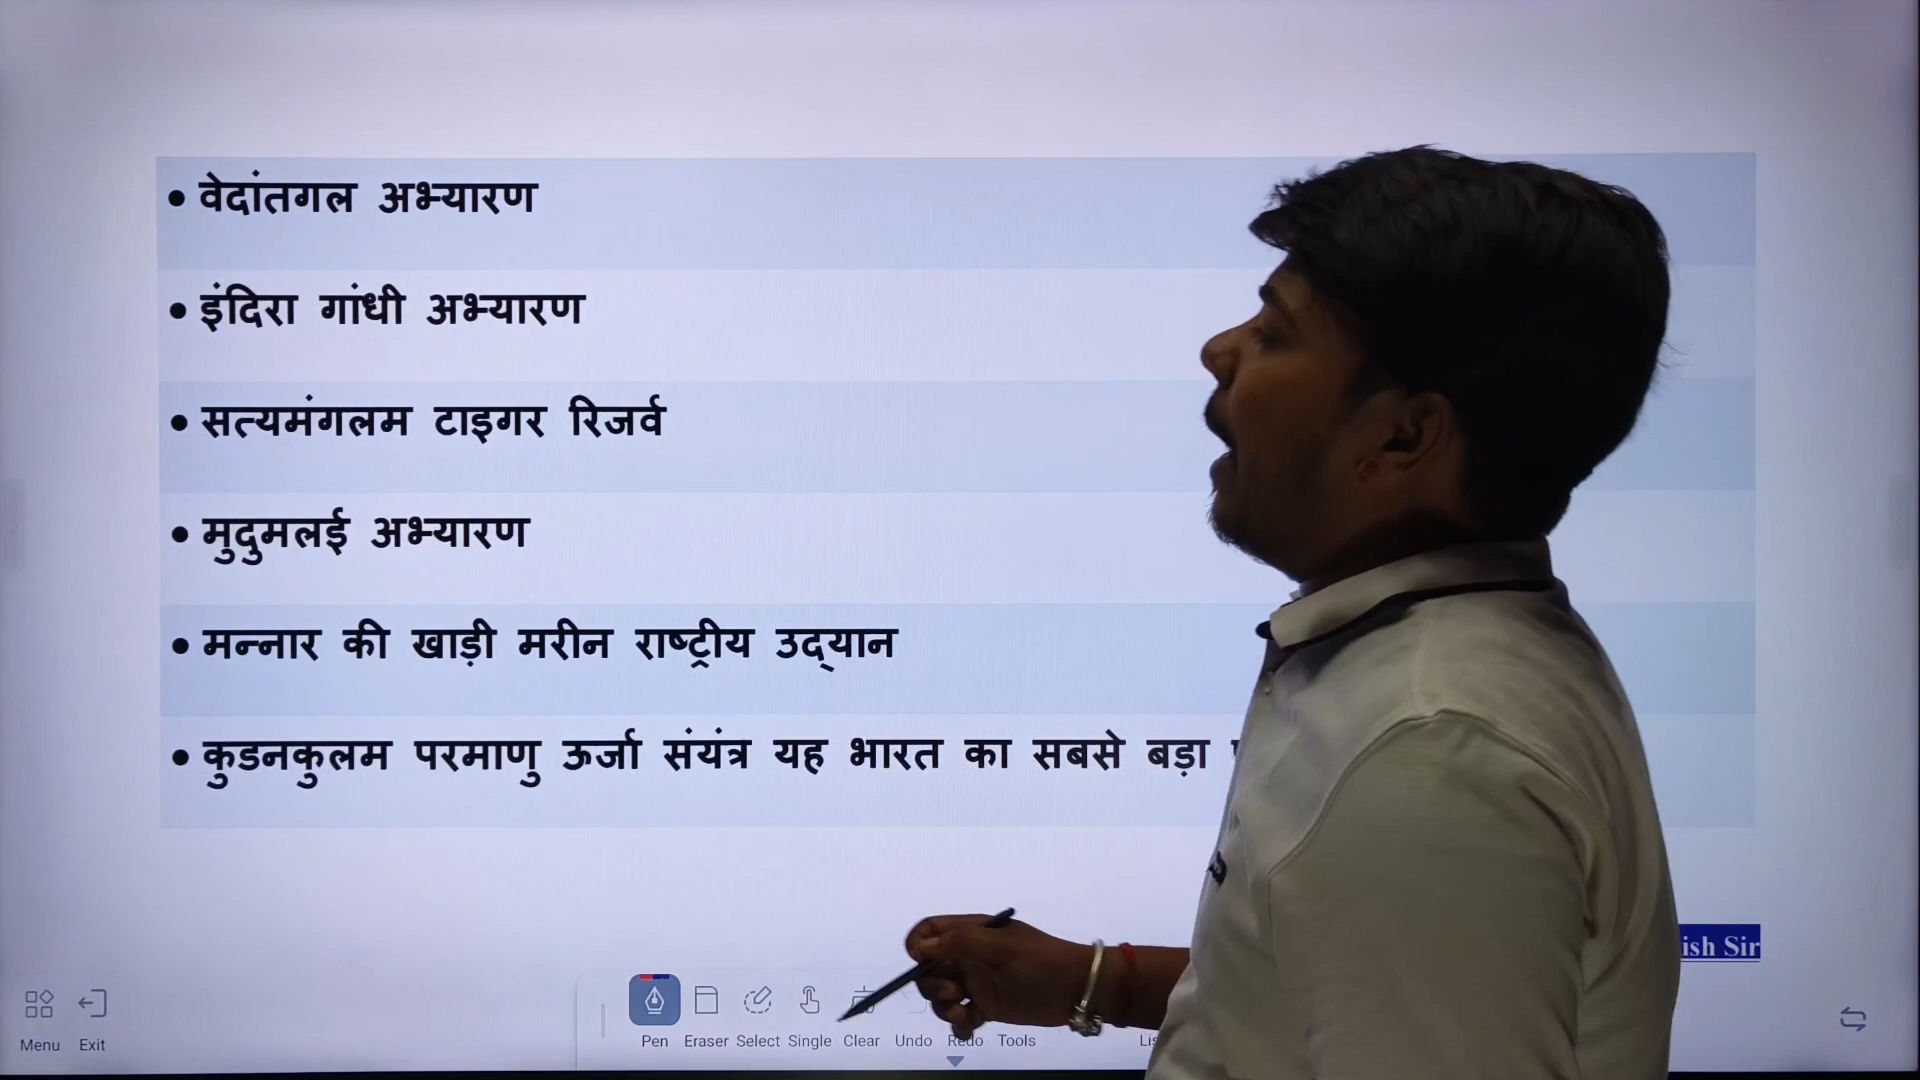 • वेदांतगल अभ्यारण
• इंदिरा गांधी अभ्यारण
• सत्यमंगलम टाइगर रिजर्व
• मुदुमलई अभ्यारण
• मन्नार की खाड़ी मरीन राष्ट्रीय उद्यान
• कुडनकुलम परमाणु ऊर्जा संयंत्र यह भारत का सबसे बड़ा
ish Sir
Menu Exit Pen Eraser Select Single Clear Undo Redo Tools